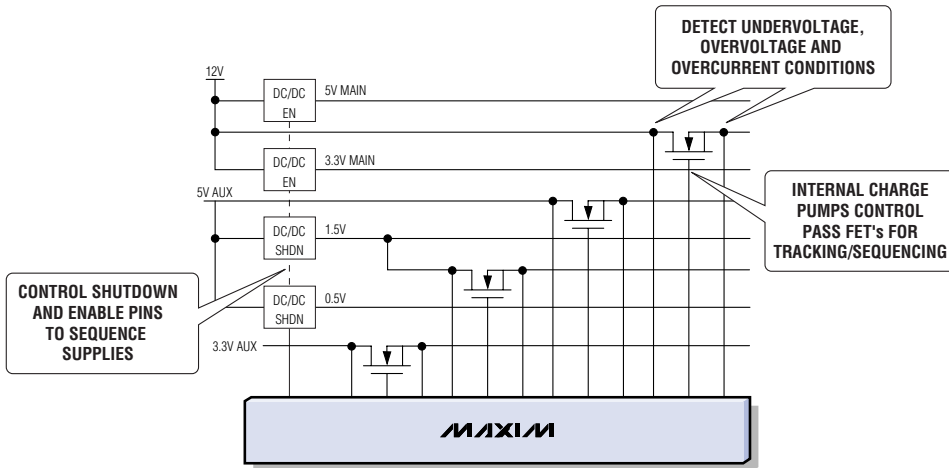 DETECT UNDERVOLTAGE,
OVERVOLTAGE AND
OVERCURRENT CONDITIONS
12V
DC/DC
EN
5V MAIN
DC/DC
EN
3.3V MAIN
5V AUX
DC/DC
SHDN
1.5V
INTERNAL CHARGE
PUMPS CONTROL
PASS FET's FOR
TRACKING/SEQUENCING
CONTROL SHUTDOWN
AND ENABLE PINS
TO SEQUENCE
SUPPLIES
DC/DC
SHDN
0.5V
3.3V AUX
MAXIM